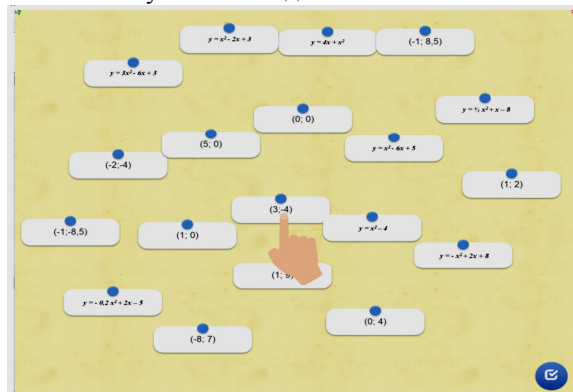 y = x² - 2x + 3
y = 4x + x²
(-1; 8,5)
y = 3x² - 6x + 3
y = ½ x² + x – 8
(0; 0)
(5; 0)
y = x² - 6x + 5
(-2;-4)
(1; 2)
(3;-4)
(-1;-8,5)
(1; 0)
y = x² – 4
y = - x² + 2x + 8
(1; 9)
y = - 0,2 x² + 2x – 5
(0; 4)
(-8; 7)